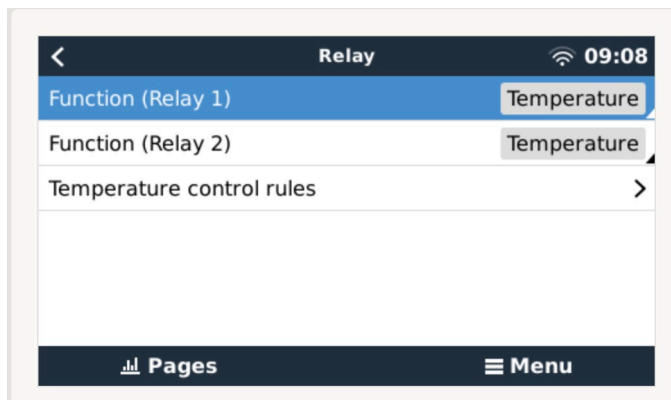 Relay 09:08
Function (Relay 1) Temperature
Function (Relay 2) Temperature
Temperature control rules
Pages Menu